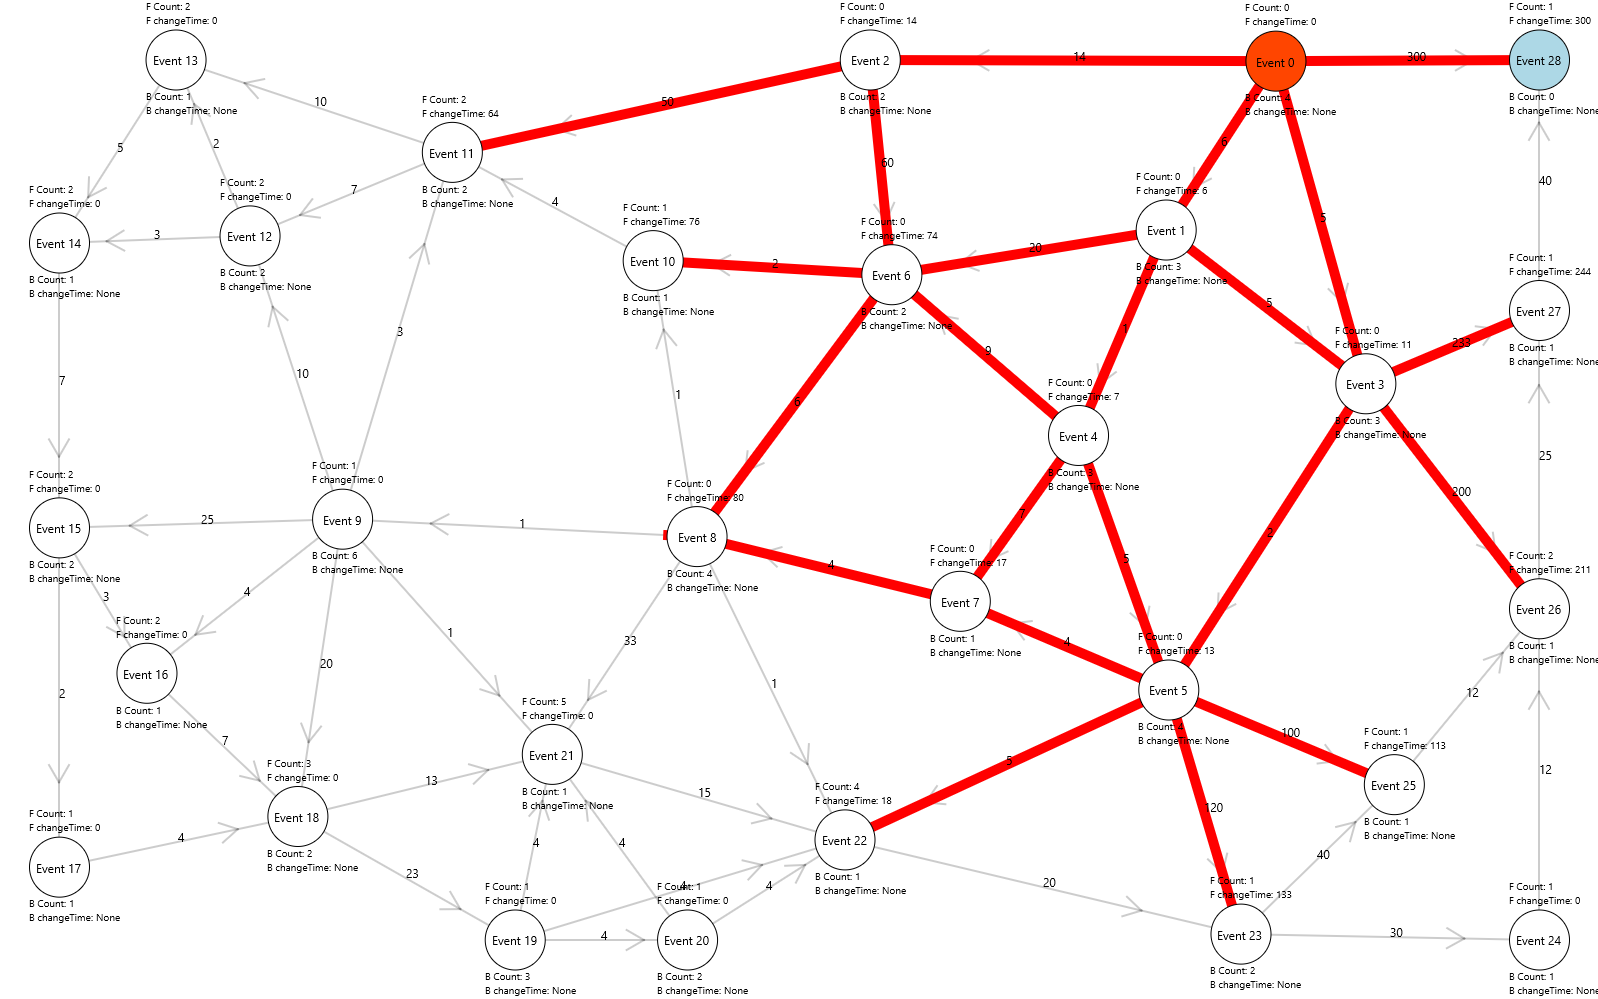 F Count: 2
F changeTime: 0
Event 13
B Count: 1
B changeTime: None
F Count: 0
F changeTime: 14
Event 2
B Count: 2
B changeTime: None
F Count: 0
F changeTime: 0
Event 0
B Count: 4
B changeTime: None
F Count: 1
F changeTime: 300
Event 28
B Count: 0
B changeTime: None
14
300
10
50
F Count: 2
F changeTime: 64
Event 11
B Count: 2
B changeTime: None
5
2
60
6
F Count: 2
F changeTime: 0
Event 14
B Count: 1
B changeTime: None
F Count: 2
F changeTime: 0
Event 12
B Count: 2
B changeTime: None
7
3
4
F Count: 1
F changeTime: 76
Event 10
B Count: 1
B changeTime: None
F Count: 0
F changeTime: 74
Event 6
B Count: 2
B changeTime: None
F Count: 0
F changeTime: 6
Event 1
B Count: 3
B changeTime: None
40
5
20
2
F Count: 1
F changeTime: 244
Event 27
B Count: 1
B changeTime: None
5
3
1
9
F Count: 0
F changeTime: 11
Event 3
B Count: 3
B changeTime: None
233
7
10
1
6
F Count: 0
F changeTime: 7
Event 4
B Count: 3
B changeTime: None
25
200
F Count: 2
F changeTime: 0
Event 15
B Count: 2
B changeTime: None
25
F Count: 1
F changeTime: 0
Event 9
B Count: 6
B changeTime: None
1
F Count: 0
F changeTime: 80
Event 8
B Count: 4
B changeTime: None
7
5
2
4
F Count: 0
F changeTime: 17
Event 7
B Count: 1
B changeTime: None
F Count: 2
F changeTime: 211
Event 26
B Count: 1
B changeTime: None
3
4
F Count: 2
F changeTime: 0
Event 16
B Count: 1
B changeTime: None
1
33
4
F Count: 0
F changeTime: 13
Event 5
B Count: 4
B changeTime: None
2
20
1
12
7
F Count: 5
F changeTime: 0
Event 21
B Count: 1
B changeTime: None
100
F Count: 1
F changeTime: 113
Event 25
B Count: 1
B changeTime: None
F Count: 3
F changeTime: 0
Event 18
B Count: 2
B changeTime: None
13
15
5
12
F Count: 4
F changeTime: 18
Event 22
B Count: 1
B changeTime: None
120
F Count: 1
F changeTime: 0
Event 17
B Count: 1
B changeTime: None
4
4
4
40
23
4
4
20
F Count: 1
F changeTime: 0
Event 19
B Count: 3
B changeTime: None
4
F Count: 1
F changeTime: 0
Event 20
B Count: 2
B changeTime: None
F Count: 1
F changeTime: 133
Event 23
B Count: 2
B changeTime: None
30
F Count: 1
F changeTime: 0
Event 24
B Count: 1
B changeTime: None